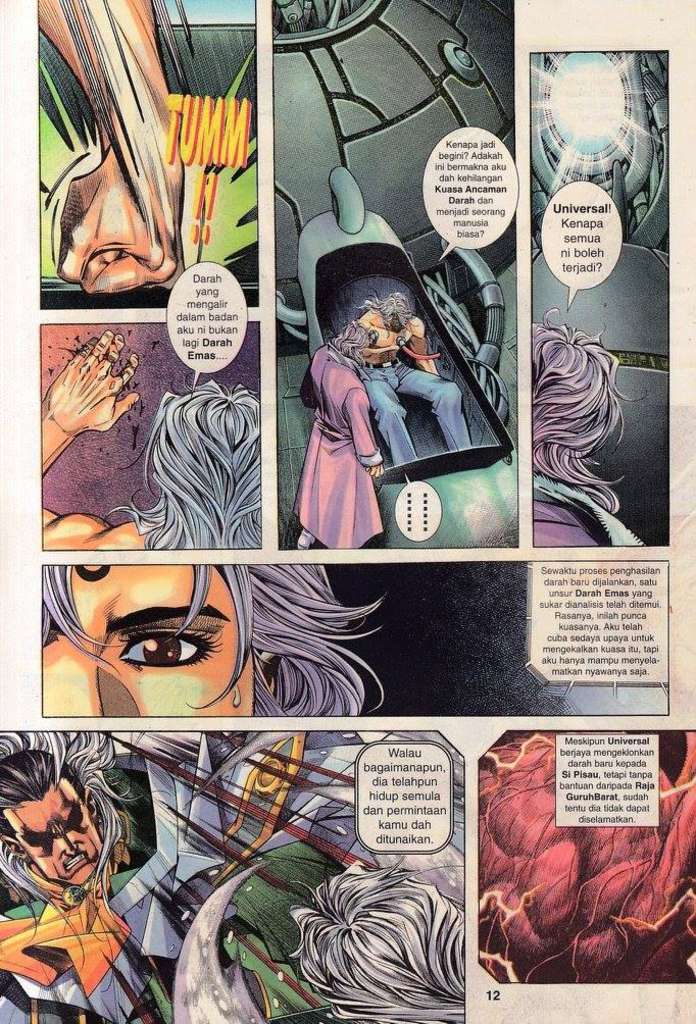 TUMM
!!
Darah
yang
mengalir
dalam badan
aku ni bukan
lagi Darah
Emas....
Kenapa jadi
begini? Adakah
ini bermakna aku
dah kehilangan
Kuasa Ancaman
Darah dan
menjadi seorang
manusia
biasa?
Universal!
Kenapa
semua
ni boleh
terjadi?
Sewaktu proses penghasilan
darah baru dijalankan, satu
unsur Darah Emas yang
sukar dianalisis telah ditemui.
Rasanya, inilah punca
kuasanya. Aku telah
cuba sedaya upaya untuk
mengekalkan kuasa itu, tapi
aku hanya mampu menyela-
matkan nyawanya saja.
Walau
bagaimanapun,
dia telahpun
hidup semula
dan permintaan
kamu dah
ditunaikan.
Meskipun Universal
berjaya mengeklonkan
darah baru kepada
Si Pisau, tetapi tanpa
bantuan daripada Raja
GuruhBarat, sudah
tentu dia tidak dapat
diselamatkan.
12